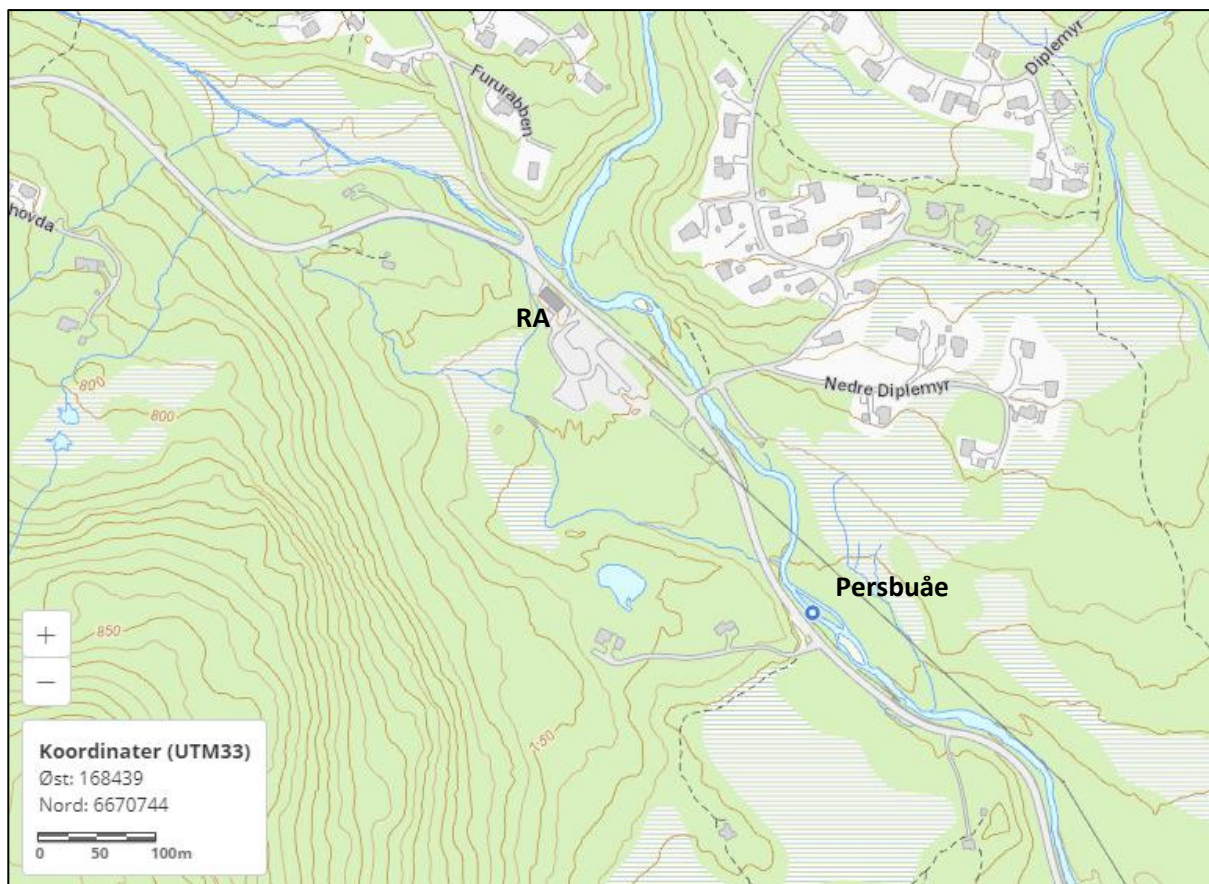 Diplemyr
Fururabben
hovda
RA
800
800
Nedre Diplemyr
Persbuåe
+
850
−
1-50
Koordinater (UTM33)
Øst: 168439
Nord: 6670744
0 50 100m